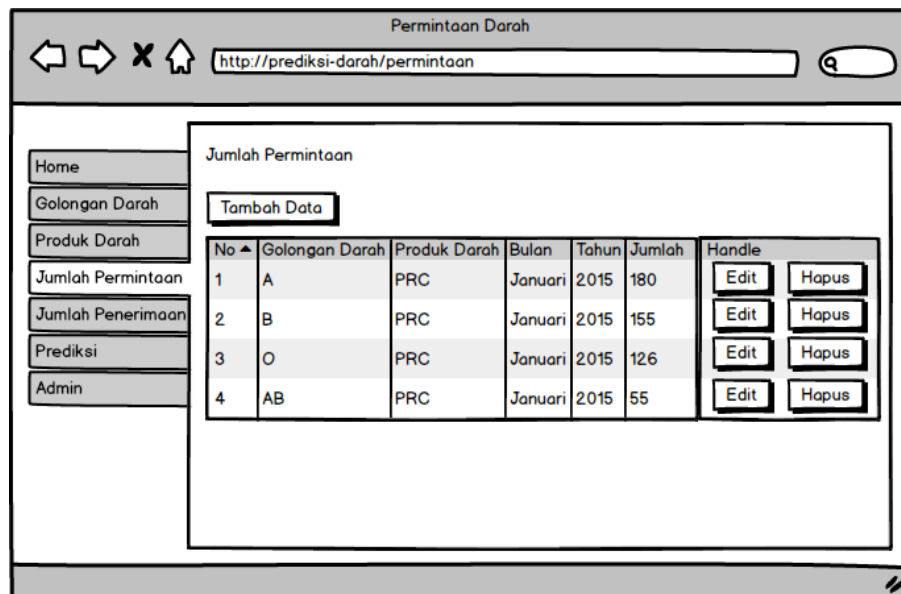 Permintaan Darah
http://prediksi-darah/permintaan
Home
Golongan Darah
Produk Darah
Jumlah Permintaan
Jumlah Penerimaan
Prediksi
Admin
Jumlah Permintaan
Tambah Data
No Golongan Darah Produk Darah Bulan Tahun Jumlah Handle
1 A PRC Januari 2015 180 Edit Hapus
2 B PRC Januari 2015 155 Edit Hapus
3 O PRC Januari 2015 126 Edit Hapus
4 AB PRC Januari 2015 55 Edit Hapus